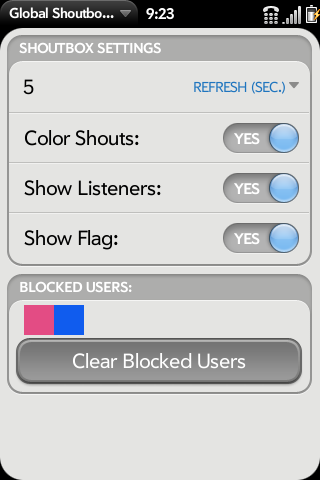 Global Shoutbo... 9:23
SHOUTBOX SETTINGS
5 REFRESH (SEC.)
Color Shouts: YES
Show Listeners: YES
Show Flag: YES
BLOCKED USERS:
Clear Blocked Users